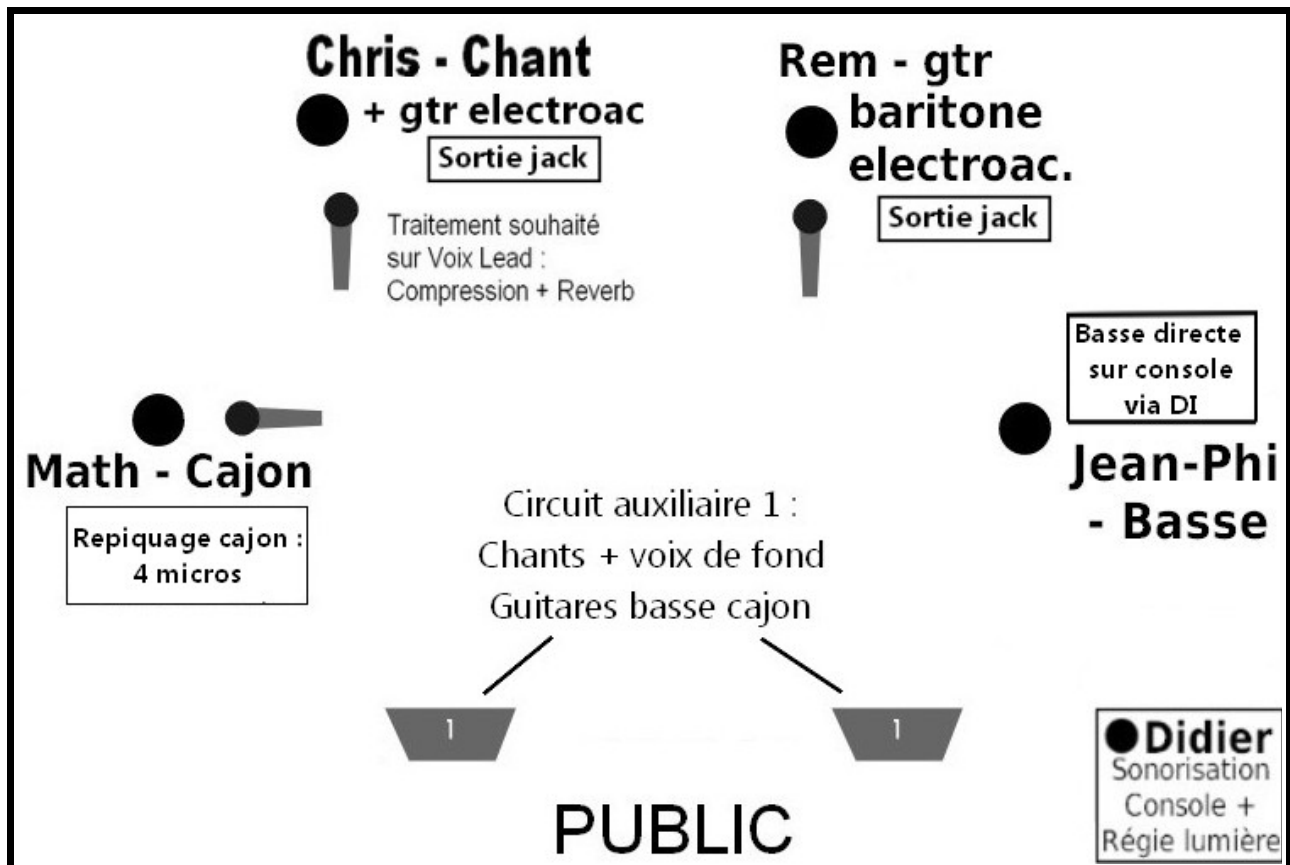 Chris - Chant
+ gtr electroac
Sortie jack
Traitement souhaité
sur Voix Lead :
Compression + Reverb
Rem - gtr
baritone
electroac.
Sortie jack
Basse directe
sur console
via DI
Jean-Phi
- Basse
Math - Cajon
Repiquage cajon :
4 micros
Circuit auxiliaire 1 :
Chants + voix de fond
Guitares basse cajon
1
1
Didier
Sonorisation
Console +
Régie lumière
PUBLIC